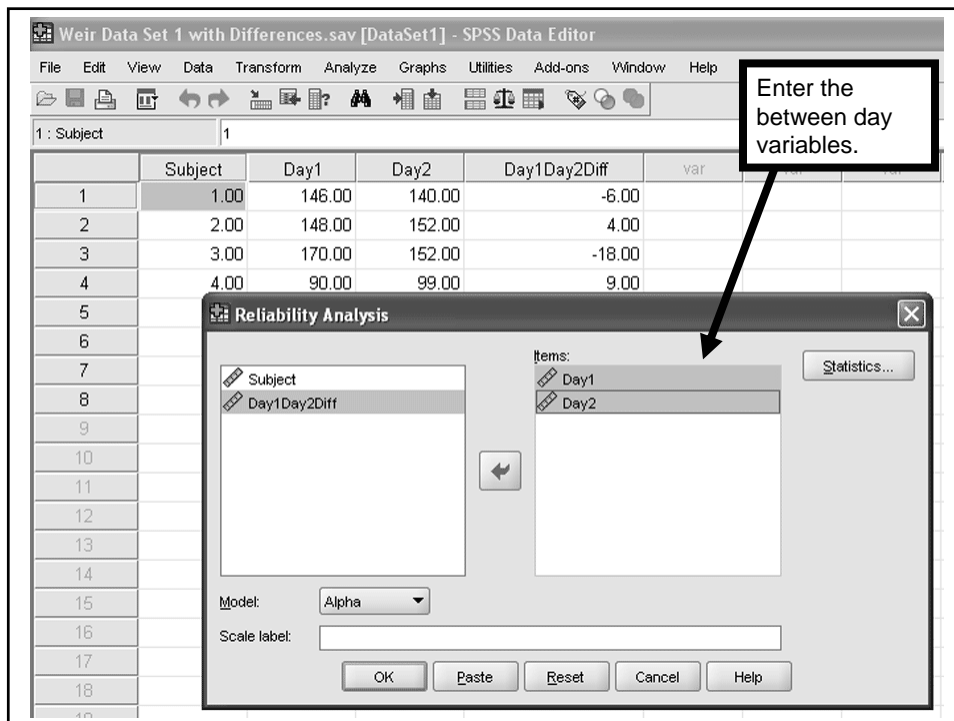 Weir Data Set 1 with Differences.sav [DataSet1] - SPSS Data Editor
File Edit View Data Transform Analyze Graphs Utilities Add-ons Window Help
Enter the
between day
variables.
1 : Subject 1
Subject Day1 Day2 Day1Day2Diff var
1 1.00 146.00 140.00 -6.00
2 2.00 148.00 152.00 4.00
3 3.00 170.00 152.00 -18.00
4 4.00 90.00 99.00 9.00
5
6
7
8
9
10
11
12
13
14
15
16
17
18
Reliability Analysis
Items:
Subject
Day1Day2Diff
Day1
Day2
Statistics...
Model: Alpha
Scale label:
OK Paste Reset Cancel Help